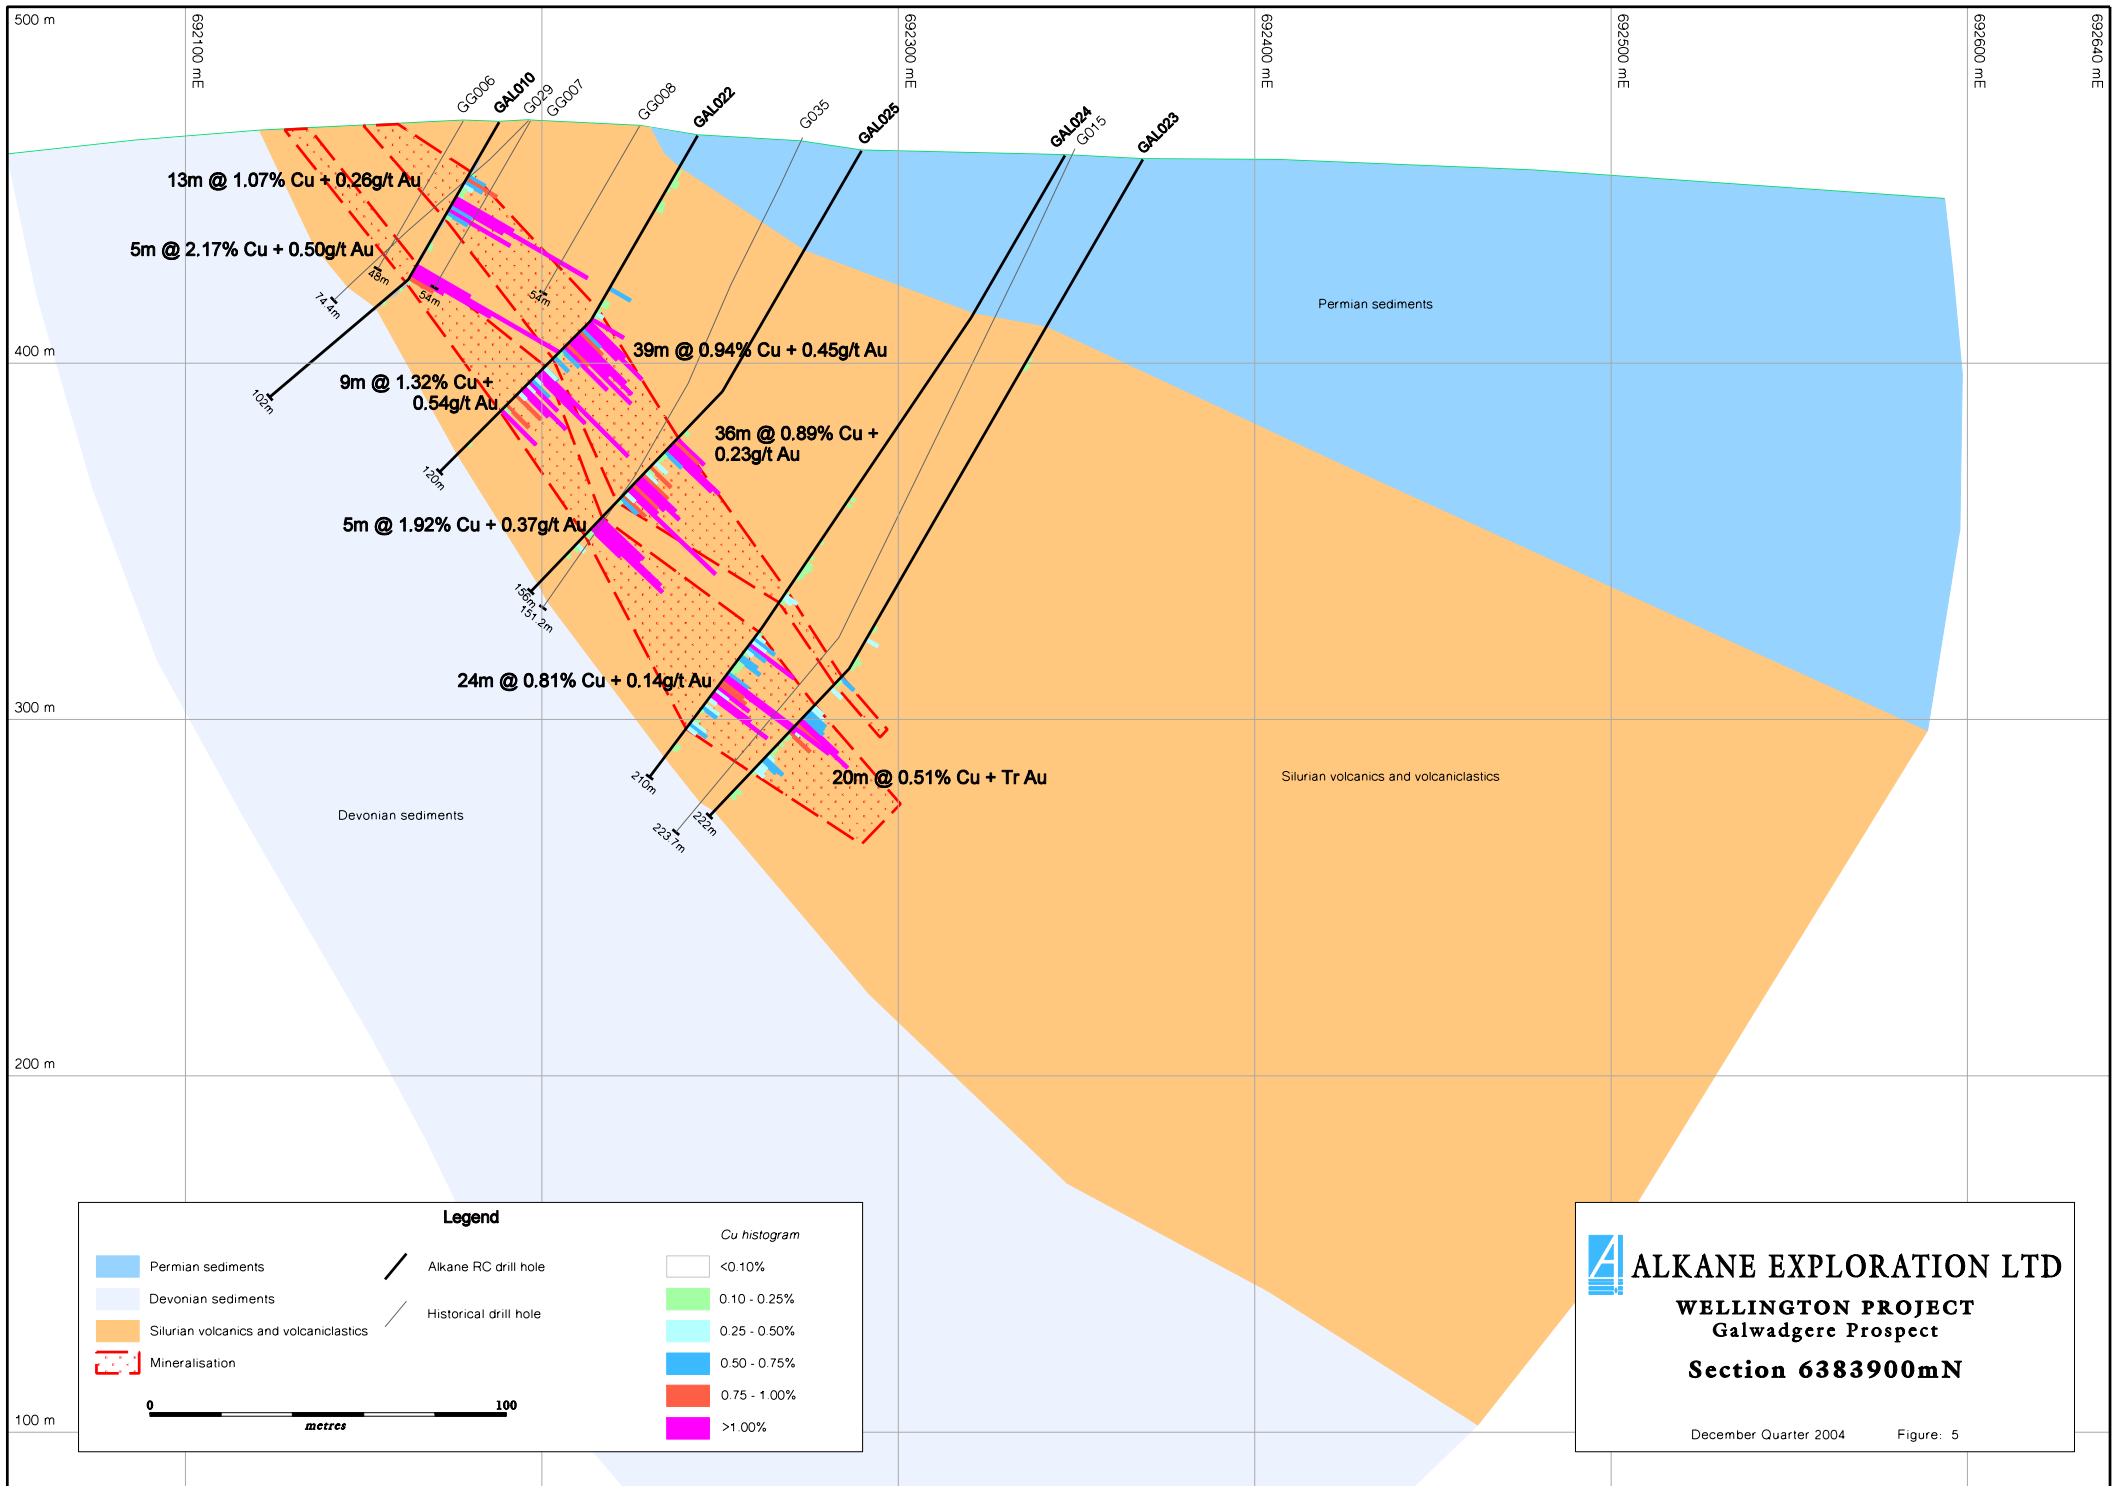 500 m
692100 mE
692300 mE
692400 mE
692500 mE
692600 mE
692640 mE
GG006
GAL010
G029
GG007
GG008
GAL022
G035
GAL025
GAL024
G015
GAL023
13m @ 1.07% Cu + 0.26g/t Au
5m @ 2.17% Cu + 0.50g/t Au
48m
54m
54m
74.4m
Permian sediments
400 m
39m @ 0.94% Cu + 0.45g/t Au
9m @ 1.32% Cu +
0.54g/t Au
102m
36m @ 0.89% Cu +
0.23g/t Au
120m
5m @ 1.92% Cu + 0.37g/t Au
156m
151.2m
24m @ 0.81% Cu + 0.14g/t Au
300 m
210m
20m @ 0.51% Cu + Tr Au
Silurian volcanics and volcaniclastics
Devonian sediments
222m
223.7m
200 m
100 m
Legend
Permian sediments
Devonian sediments
Silurian volcanics and volcaniclastics
Mineralisation
Alkane RC drill hole
Historical drill hole
0 100
metres
Cu histogram
<0.10%
0.10 - 0.25%
0.25 - 0.50%
0.50 - 0.75%
0.75 - 1.00%
>1.00%
ALKANE EXPLORATION LTD
WELLINGTON PROJECT
Galwadgere Prospect
Section 6383900mN
December Quarter 2004 Figure: 5